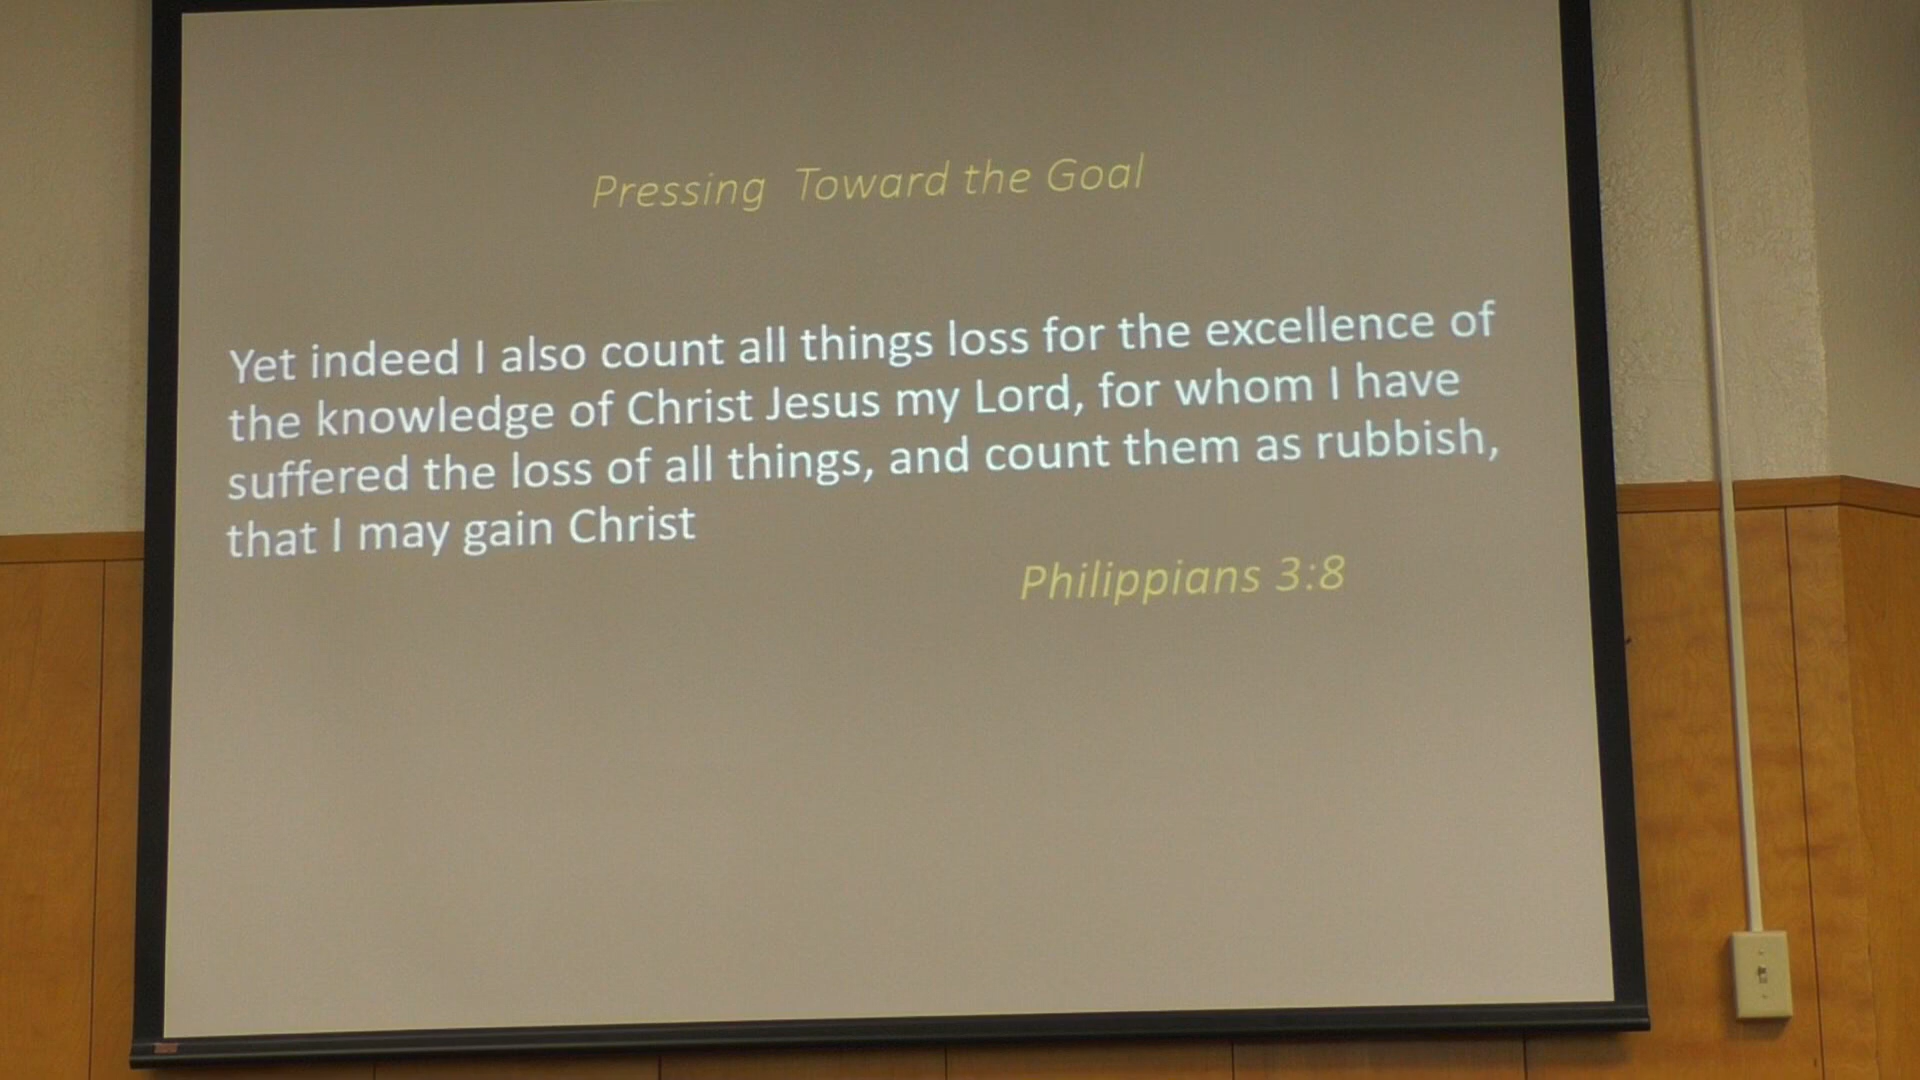 Pressing Toward the Goal
Yet indeed I also count all things loss for the excellence of
the knowledge of Christ Jesus my Lord, for whom I have
suffered the loss of all things, and count them as rubbish,
that I may gain Christ
Philippians 3:8